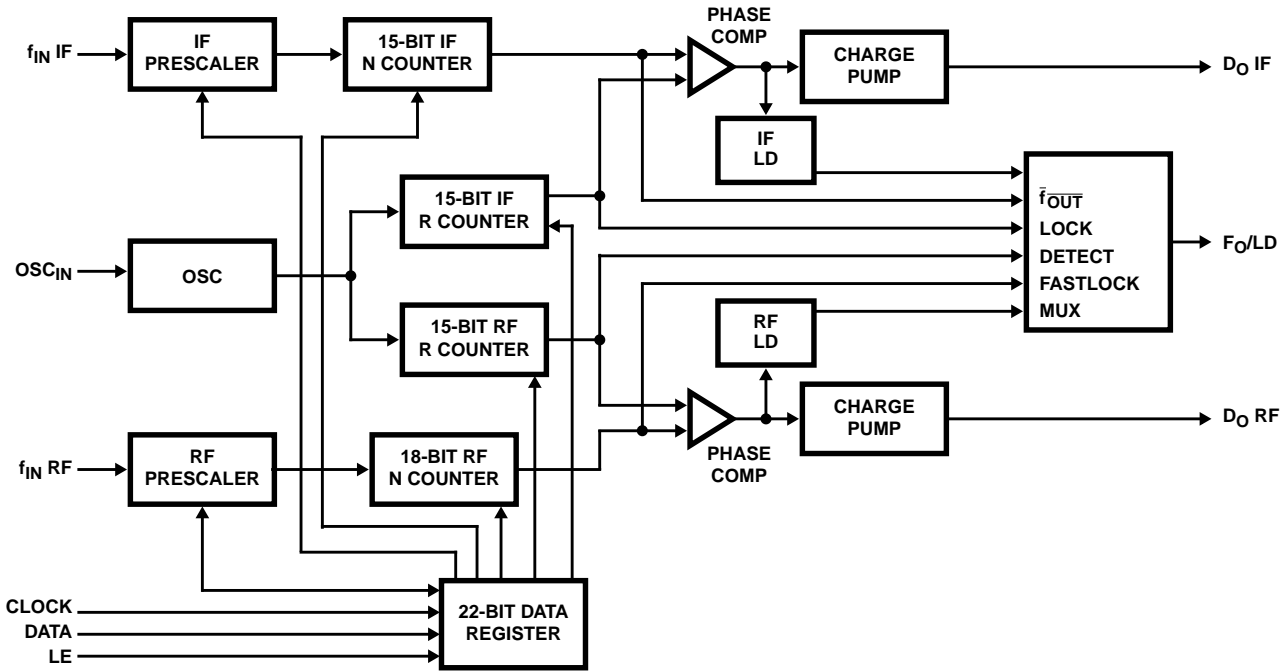 f_IN IF
IF
PRESCALER
15-BIT IF
N COUNTER
PHASE
COMP
CHARGE
PUMP
D_O IF
IF
LD
15-BIT IF
R COUNTER
OSC_IN
OSC
15-BIT RF
R COUNTER
f̅_O̅U̅T̅
LOCK
DETECT
FASTLOCK
MUX
F_O/LD
RF
LD
f_IN RF
RF
PRESCALER
18-BIT RF
N COUNTER
PHASE
COMP
CHARGE
PUMP
D_O RF
CLOCK
DATA
LE
22-BIT DATA
REGISTER